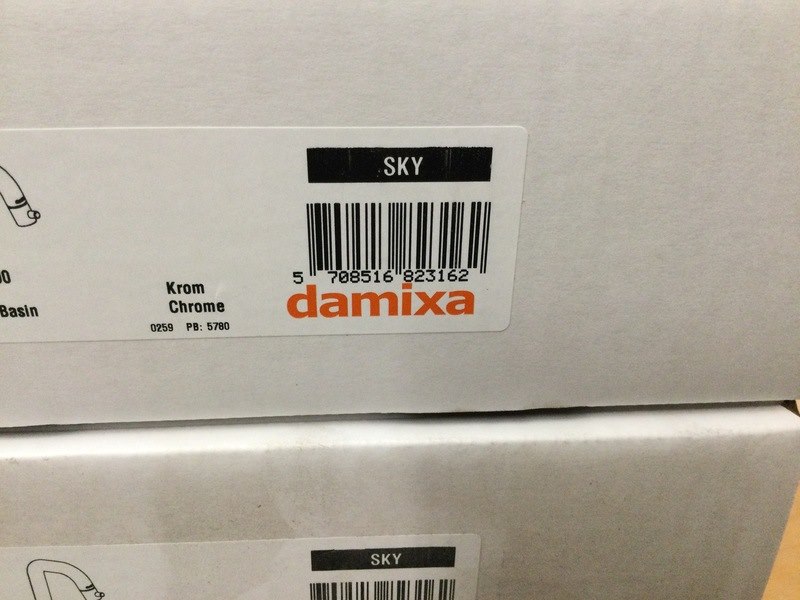 SKY
5 708516 823162
damixa
Krom
Chrome
Basin
0259 PB: 5780
SKY